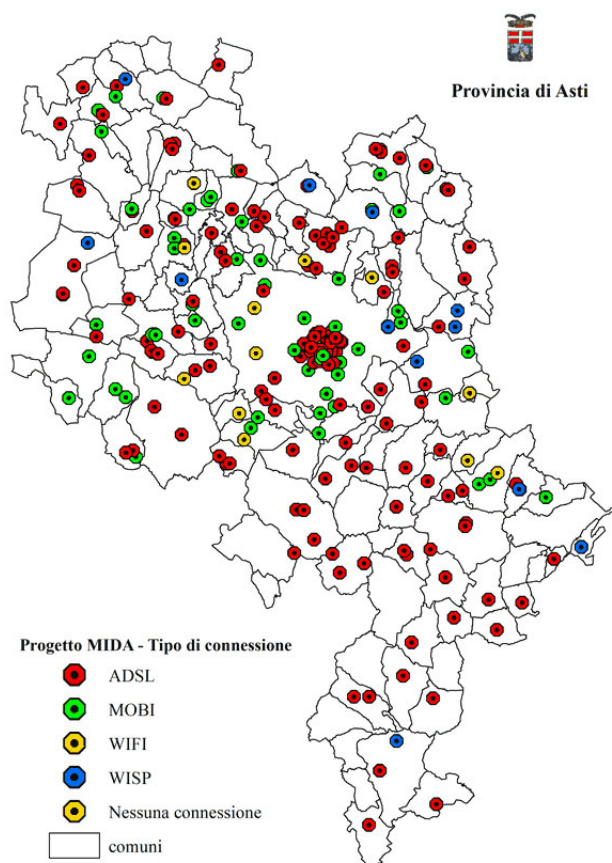 Provincia di Asti
Progetto MIDA - Tipo di connessione
ADSL
MOBI
WIFI
WISP
Nessuna connessione
comuni